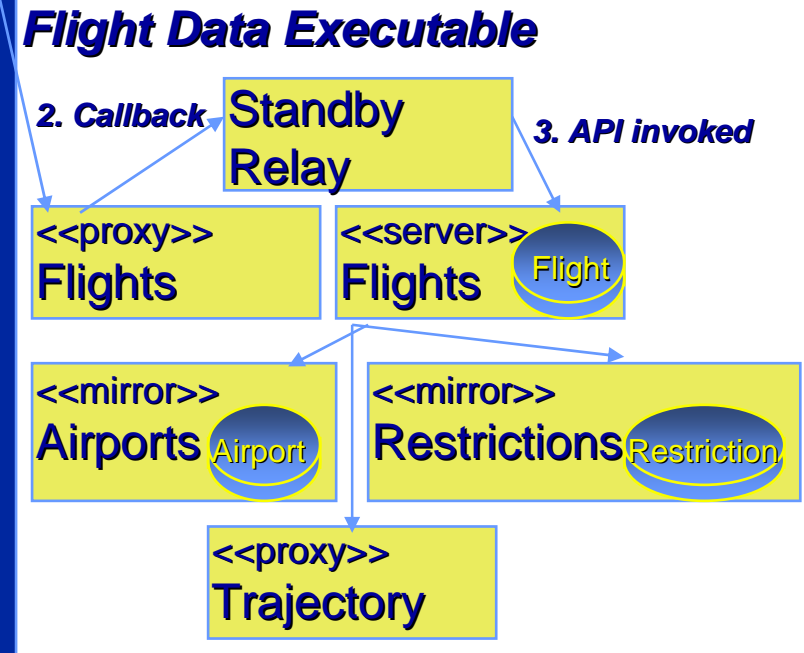 Flight Data Executable
2. Callback
Standby
Relay
3. API invoked
<<proxy>>
Flights
<<server>>
Flights
Flight
<<mirror>>
Airports
Airport
<<mirror>>
Restrictions
Restriction
<<proxy>>
Trajectory